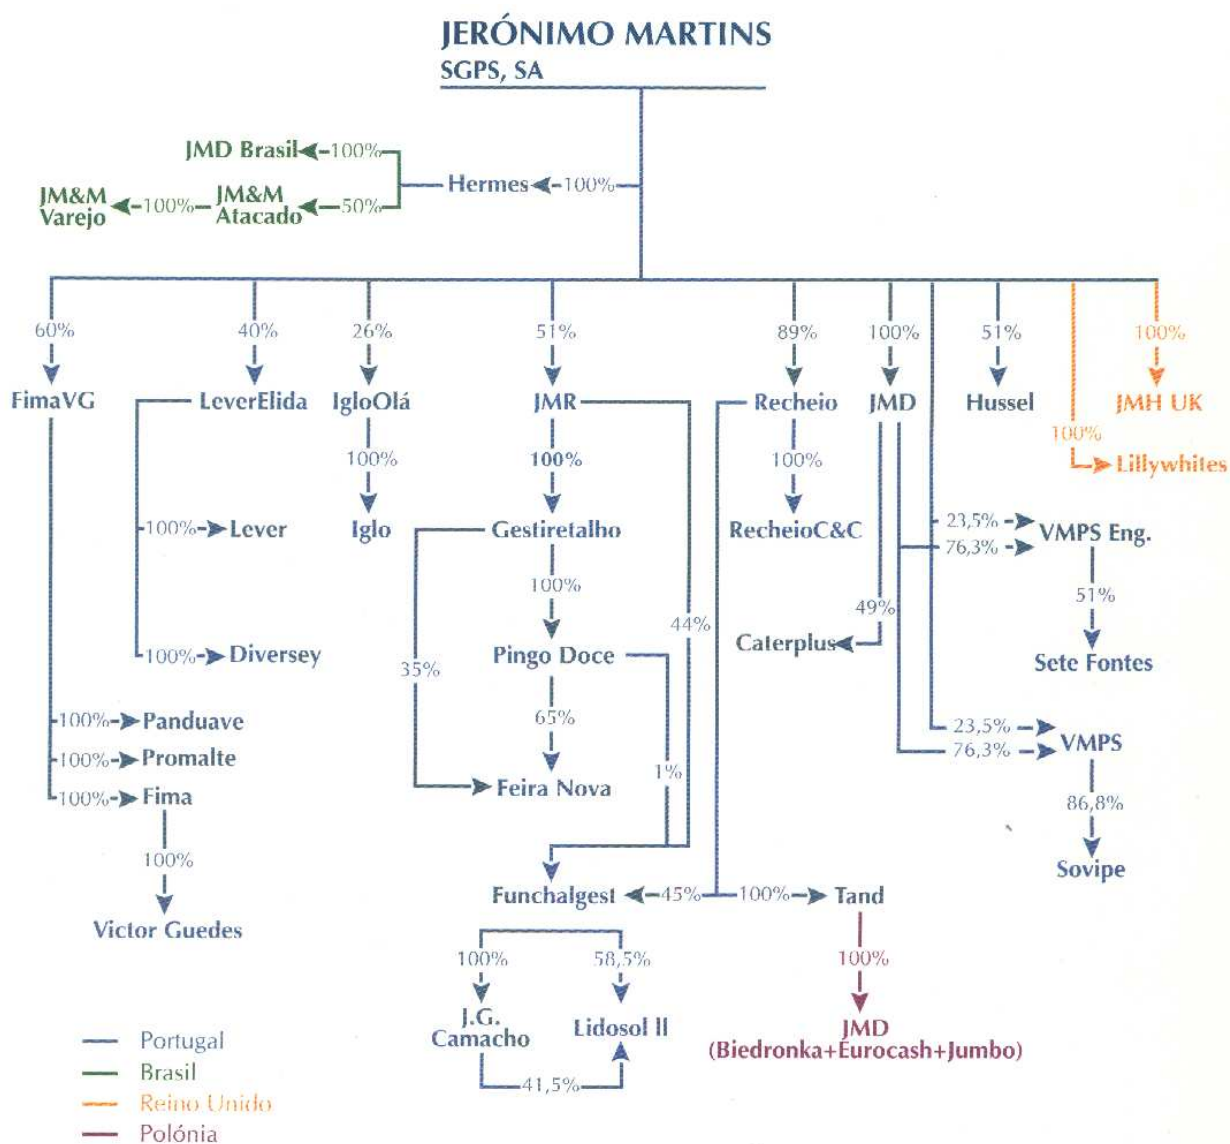 JERÓNIMO MARTINS
SGPS, SA
JMD Brasil
100%
Hermes
100%
JM&M
Varejo
100%
JM&M
Atacado
50%
60%
40%
26%
51%
89%
100%
51%
100%
FimaVG
LeverElida
IgloOlá
JMR
Recheio
JMD
Hussel
JMH UK
100%
100%
100%
100%
Lillywhites
100%
Lever
Iglo
Gestiretalho
RecheioC&C
23,5%
76,3%
VMPS Eng.
100%
51%
49%
44%
100%
Diversey
35%
Pingo Doce
Caterplus
Sete Fontes
100%
Panduave
65%
23,5%
76,3%
VMPS
100%
Promalte
1%
100%
Fima
Feira Nova
86,8%
100%
Sovipe
Funchalgest
45%
100%
Tand
Victor Guedes
100%
58,5%
100%
J.G.
Camacho
Lidosol II
JMD
(Biedronka+Eurocash+Jumbo)
41,5%
Portugal
Brasil
Reino Unido
Polónia